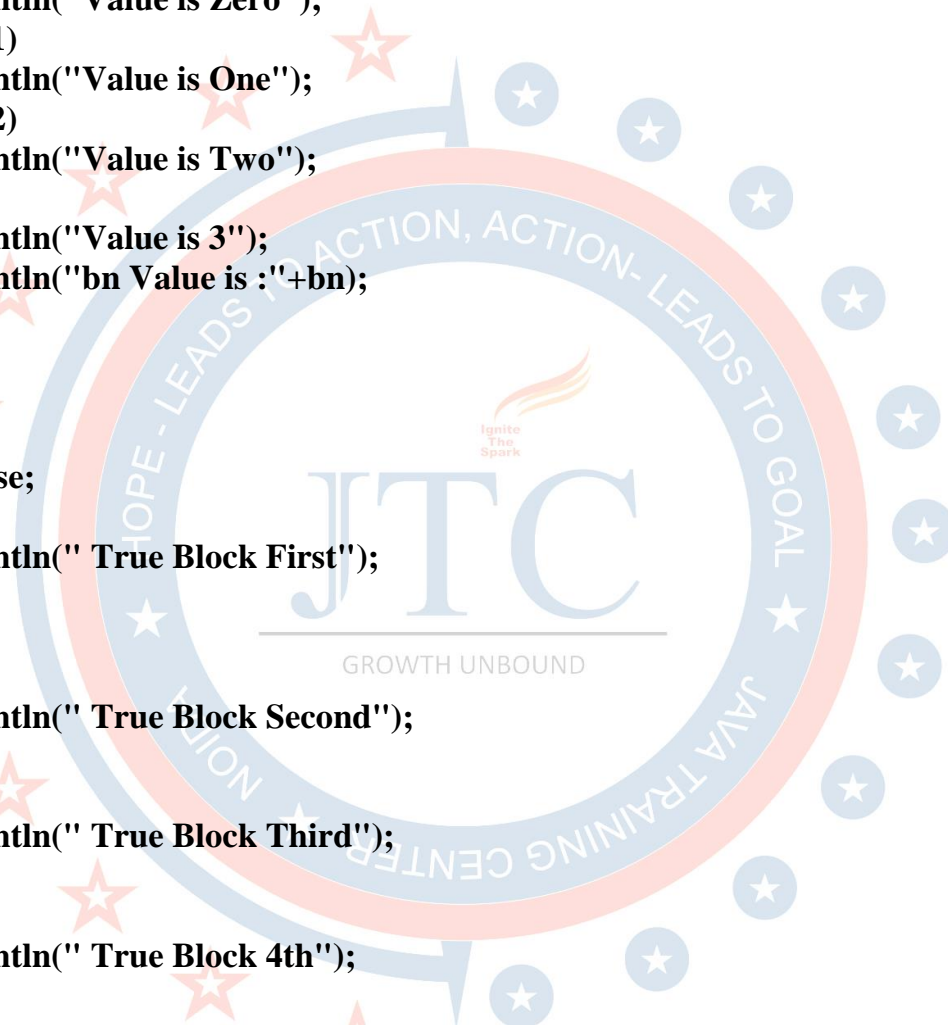 ntln("Value is Zero");
1)
ntln("Value is One");
2)
ntln("Value is Two");
ntln("Value is 3");
ntln("bn Value is :"+bn);
se;
ntln(" True Block First");
ntln(" True Block Second");
ntln(" True Block Third");
ntln(" True Block 4th");
HOPE - LEADS TO ACTION, ACTION- LEADS TO GOAL
Ignite
The
Spark
JTC
GROWTH UNBOUND
JAVA TRAINING CENTER
NOIDA